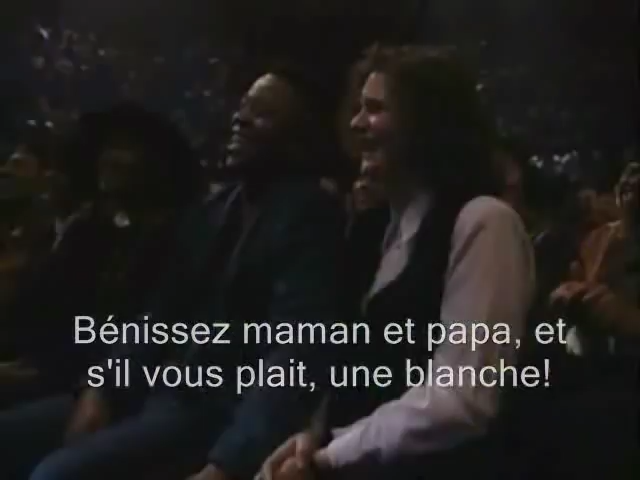 Bénissez maman et papa, et
s'il vous plait, une blanche!